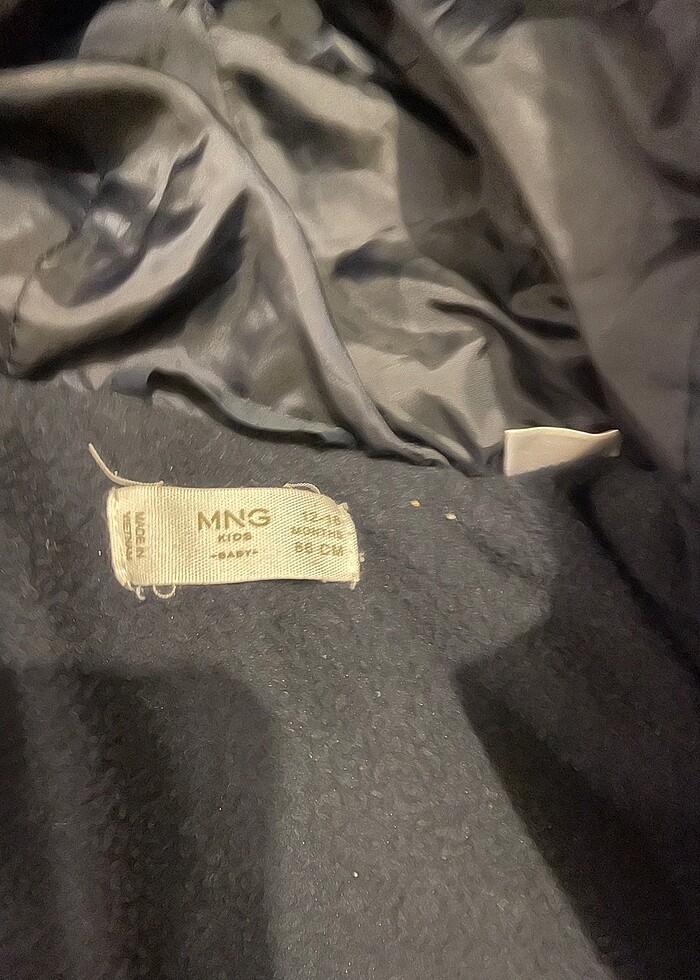 MADE IN
VIETNAM
MNG
KIDS
-BABY-
12-18
MONTHS
86 CM